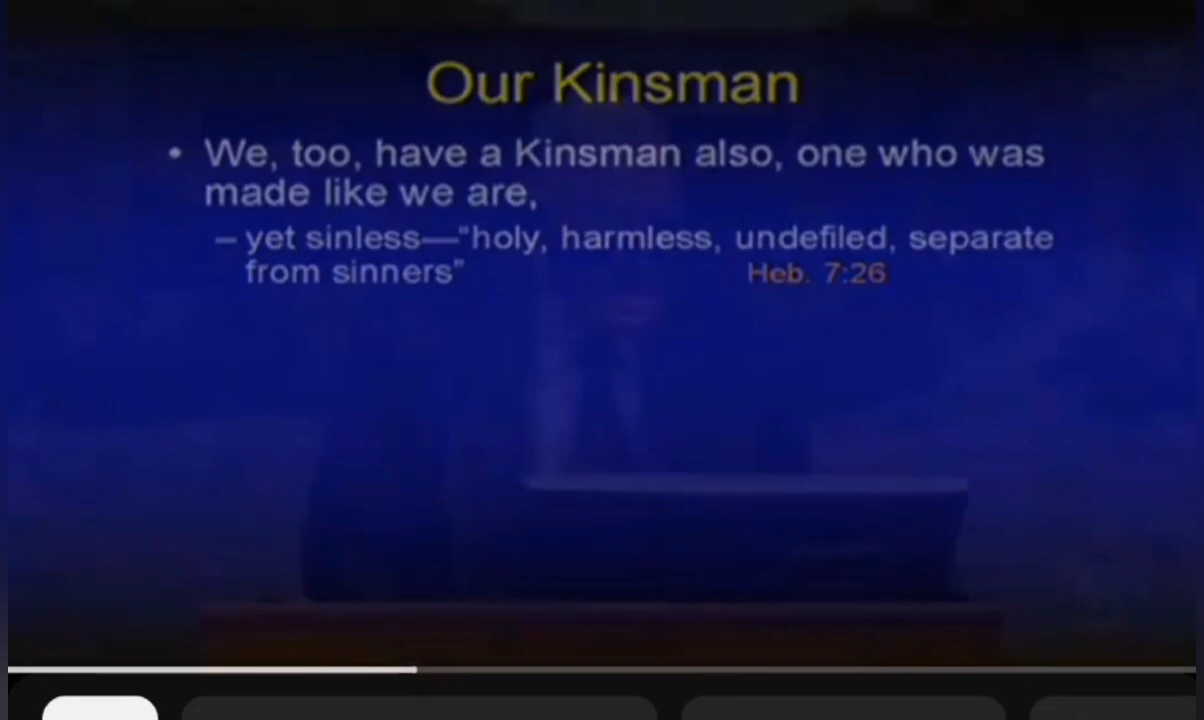 Our Kinsman
• We, too, have a Kinsman also, one who was
made like we are,
– yet sinless—“holy, harmless, undefiled, separate
from sinners” Heb. 7:26